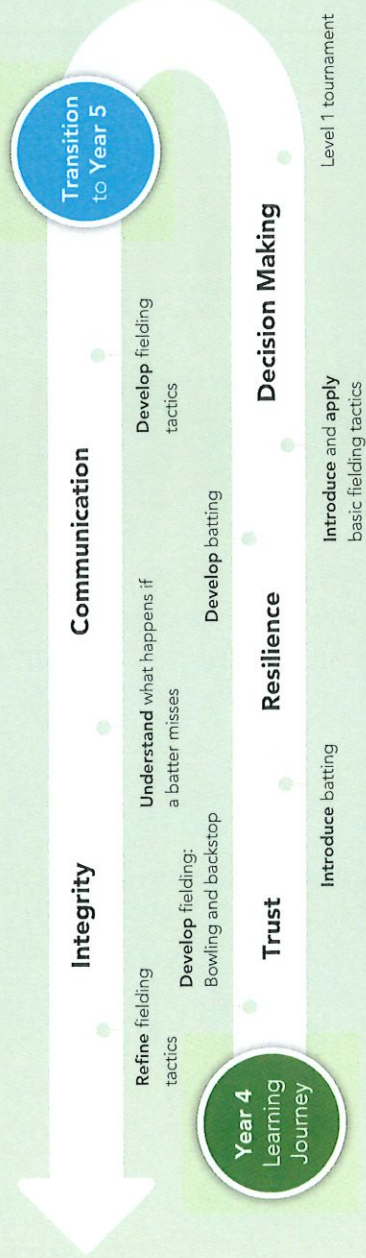 Integrity
Communication
Transition
to Year 5
Refine fielding
tactics
Understand what happens if
a batter misses
Develop fielding
tactics
Develop fielding:
Bowling and backstop
Develop batting
Year 4
Learning
Journey
Trust
Resilience
Decision Making
Introduce batting
Introduce and apply
basic fielding tactics
Level 1 tournament